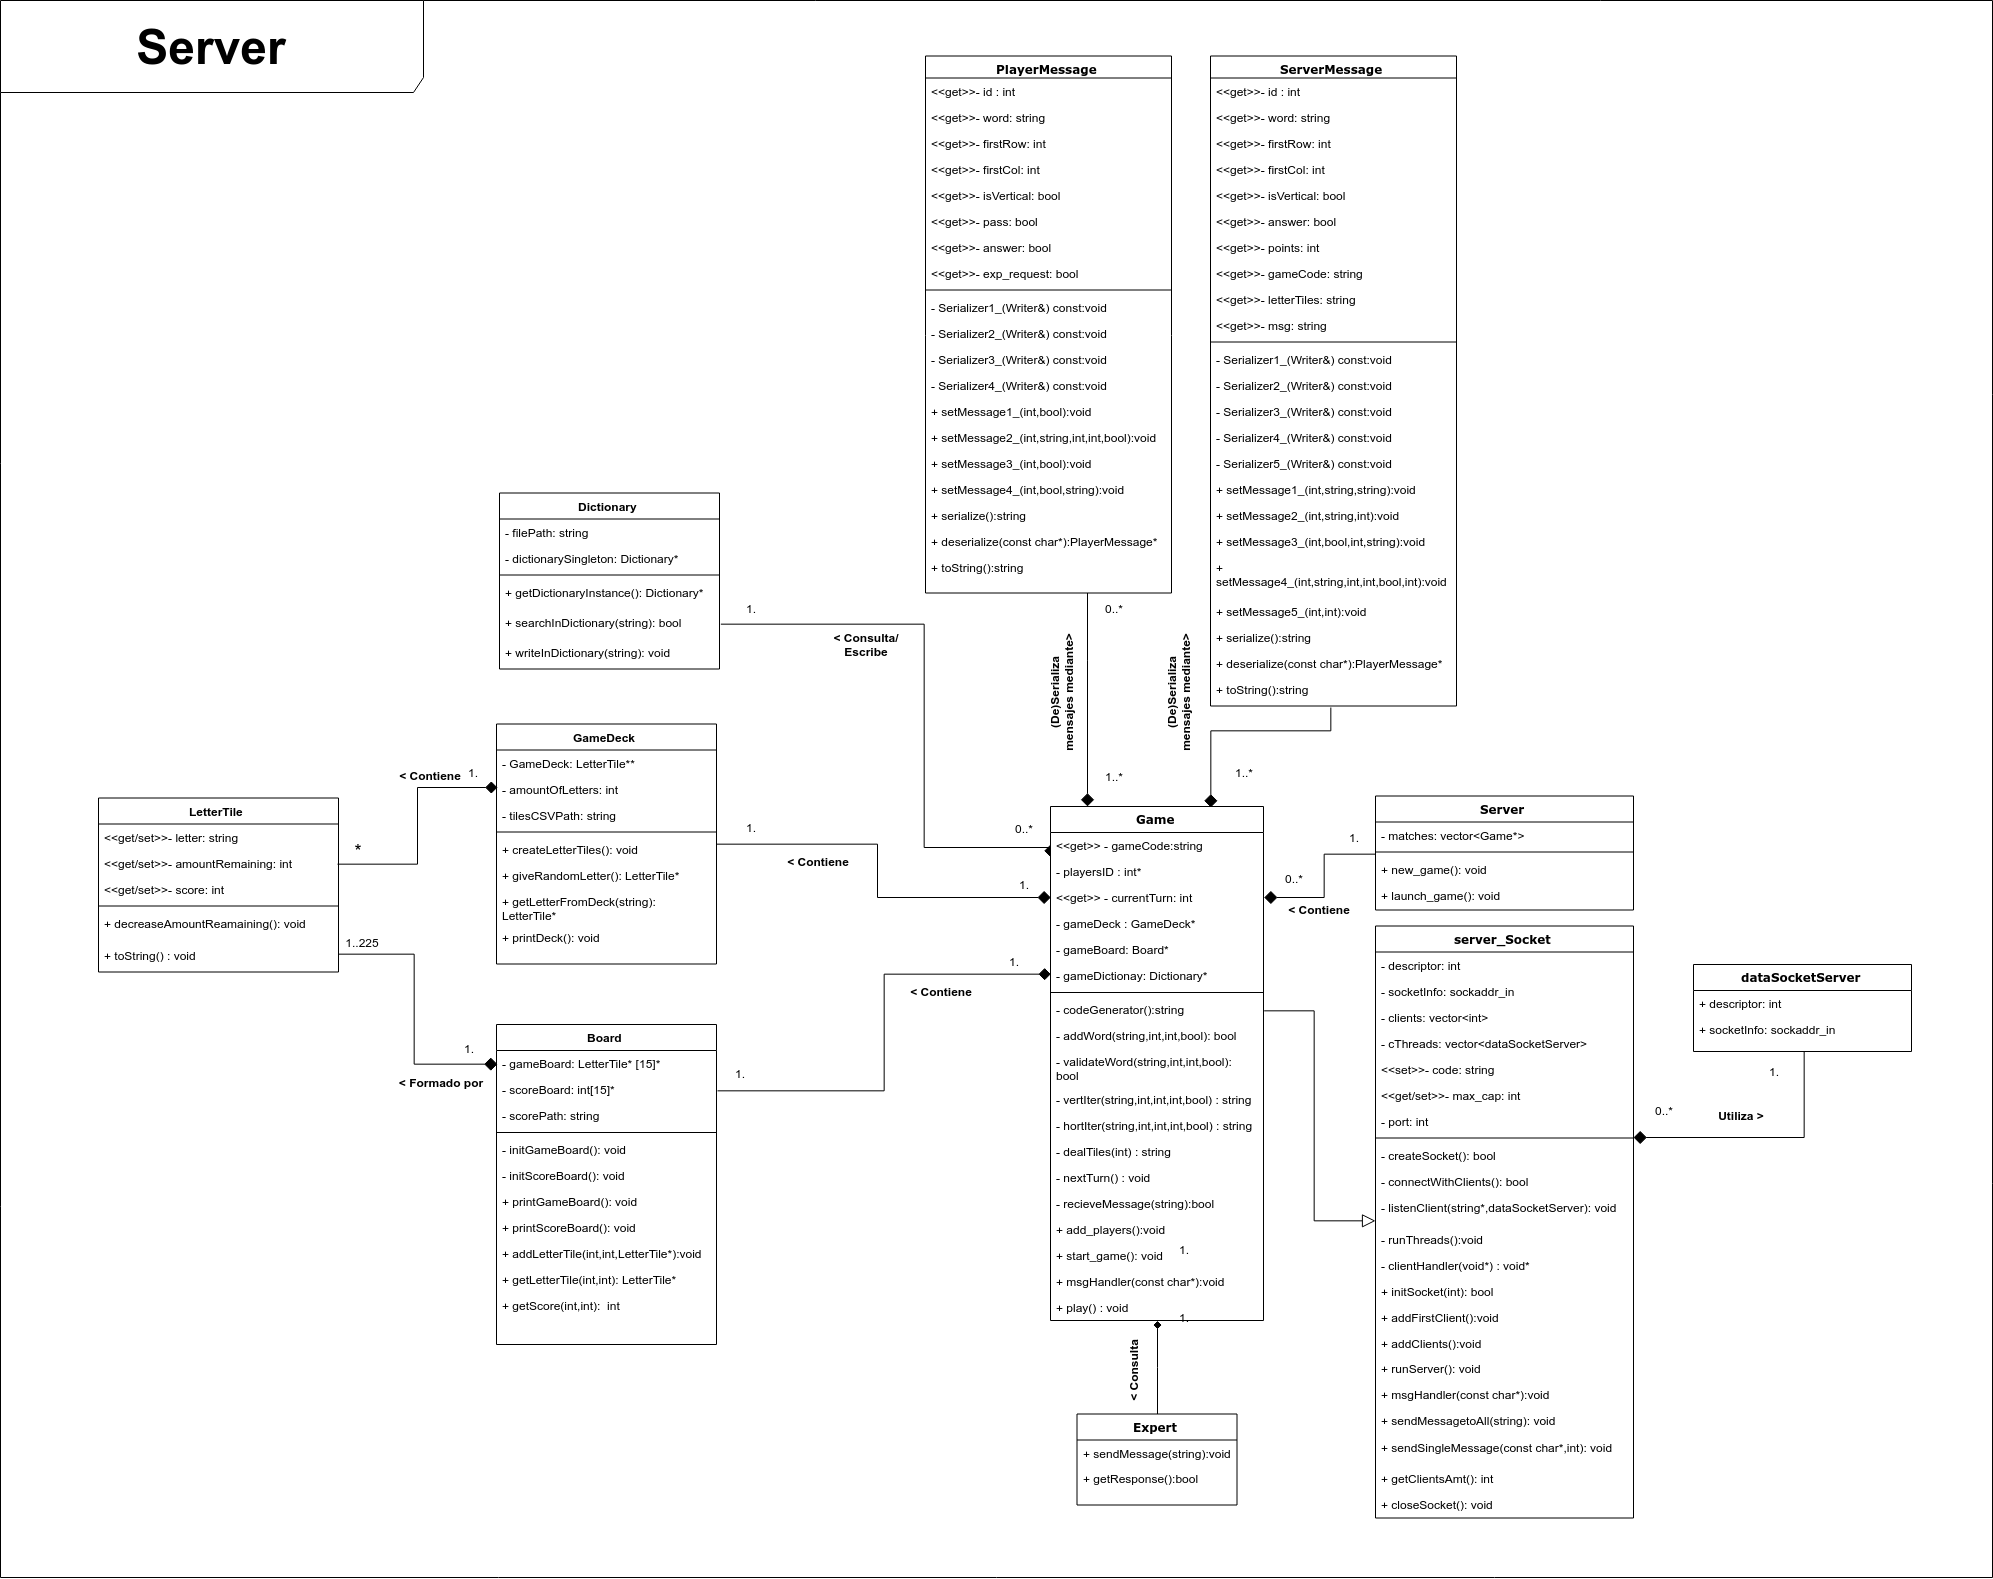 Server
PlayerMessage
<<get>>- id : int
<<get>>- word: string
<<get>>- firstRow: int
<<get>>- firstCol: int
<<get>>- isVertical: bool
<<get>>- pass: bool
<<get>>- answer: bool
<<get>>- exp_request: bool
- Serializer1_(Writer&) const:void
- Serializer2_(Writer&) const:void
- Serializer3_(Writer&) const:void
- Serializer4_(Writer&) const:void
+ setMessage1_(int,bool):void
+ setMessage2_(int,string,int,int,bool):void
+ setMessage3_(int,bool):void
+ setMessage4_(int,bool,string):void
+ serialize():string
+ deserialize(const char*):PlayerMessage*
+ toString():string
ServerMessage
<<get>>- id : int
<<get>>- word: string
<<get>>- firstRow: int
<<get>>- firstCol: int
<<get>>- isVertical: bool
<<get>>- answer: bool
<<get>>- points: int
<<get>>- gameCode: string
<<get>>- letterTiles: string
<<get>>- msg: string
- Serializer1_(Writer&) const:void
- Serializer2_(Writer&) const:void
- Serializer3_(Writer&) const:void
- Serializer4_(Writer&) const:void
- Serializer5_(Writer&) const:void
+ setMessage1_(int,string,string):void
+ setMessage2_(int,string,int):void
+ setMessage3_(int,bool,int,string):void
+
setMessage4_(int,string,int,int,bool,int):void
+ setMessage5_(int,int):void
+ serialize():string
+ deserialize(const char*):PlayerMessage*
+ toString():string
Dictionary
- filePath: string
- dictionarySingleton: Dictionary*
+ getDictionaryInstance(): Dictionary*
+ searchInDictionary(string): bool
+ writeInDictionary(string): void
1.
< Consulta/
Escribe
0..*
0..*
(De)Serializa
mensajes mediante>
1..*
(De)Serializa
mensajes mediante>
1..*
GameDeck
- GameDeck: LetterTile**
- amountOfLetters: int
- tilesCSVPath: string
+ createLetterTiles(): void
+ giveRandomLetter(): LetterTile*
+ getLetterFromDeck(string):
LetterTile*
+ printDeck(): void
< Contiene
1.
*
LetterTile
<<get/set>>- letter: string
<<get/set>>- amountRemaining: int
<<get/set>>- score: int
+ decreaseAmountReamaining(): void
+ toString() : void
1..225
1.
< Formado por
1.
< Contiene
1.
Board
- gameBoard: LetterTile* [15]*
- scoreBoard: int[15]*
- scorePath: string
- initGameBoard(): void
- initScoreBoard(): void
+ printGameBoard(): void
+ printScoreBoard(): void
+ addLetterTile(int,int,LetterTile*):void
+ getLetterTile(int,int): LetterTile*
+ getScore(int,int):  int
1.
< Contiene
1.
Game
<<get>> - gameCode:string
- playersID : int*
<<get>> - currentTurn: int
- gameDeck : GameDeck*
- gameBoard: Board*
- gameDictionay: Dictionary*
- codeGenerator():string
- addWord(string,int,int,bool): bool
- validateWord(string,int,int,bool):
bool
- vertIter(string,int,int,int,bool) : string
- hortIter(string,int,int,int,bool) : string
- dealTiles(int) : string
- nextTurn() : void
- recieveMessage(string):bool
+ add_players():void
+ start_game(): void
1.
+ msgHandler(const char*):void
+ play() : void
1.
< Consulta
Expert
+ sendMessage(string):void
+ getResponse():bool
1.
0..*
< Contiene
Server
- matches: vector<Game*>
+ new_game(): void
+ launch_game(): void
server_Socket
- descriptor: int
- socketInfo: sockaddr_in
- clients: vector<int>
- cThreads: vector<dataSocketServer>
<<set>>- code: string
<<get/set>>- max_cap: int
- port: int
- createSocket(): bool
- connectWithClients(): bool
- listenClient(string*,dataSocketServer): void
- runThreads():void
- clientHandler(void*) : void*
+ initSocket(int): bool
+ addFirstClient():void
+ addClients():void
+ runServer(): void
+ msgHandler(const char*):void
+ sendMessagetoAll(string): void
+ sendSingleMessage(const char*,int): void
+ getClientsAmt(): int
+ closeSocket(): void
dataSocketServer
+ descriptor: int
+ socketInfo: sockaddr_in
1.
0..*
Utiliza >